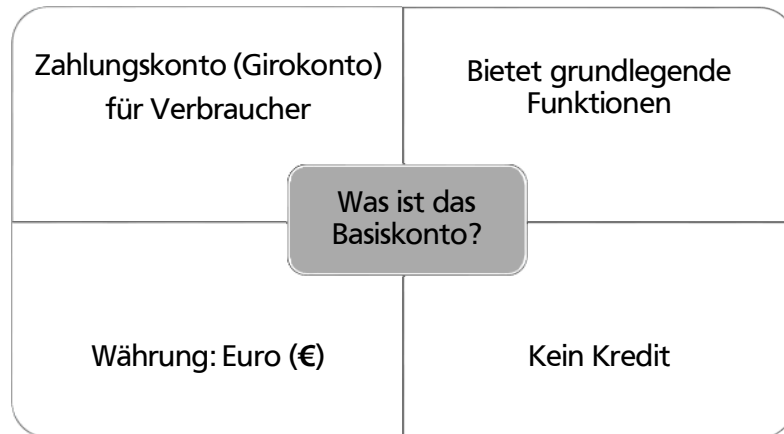 Zahlungskonto (Girokonto)
für Verbraucher
Bietet grundlegende
Funktionen
Was ist das
Basiskonto?
Währung: Euro (€)
Kein Kredit